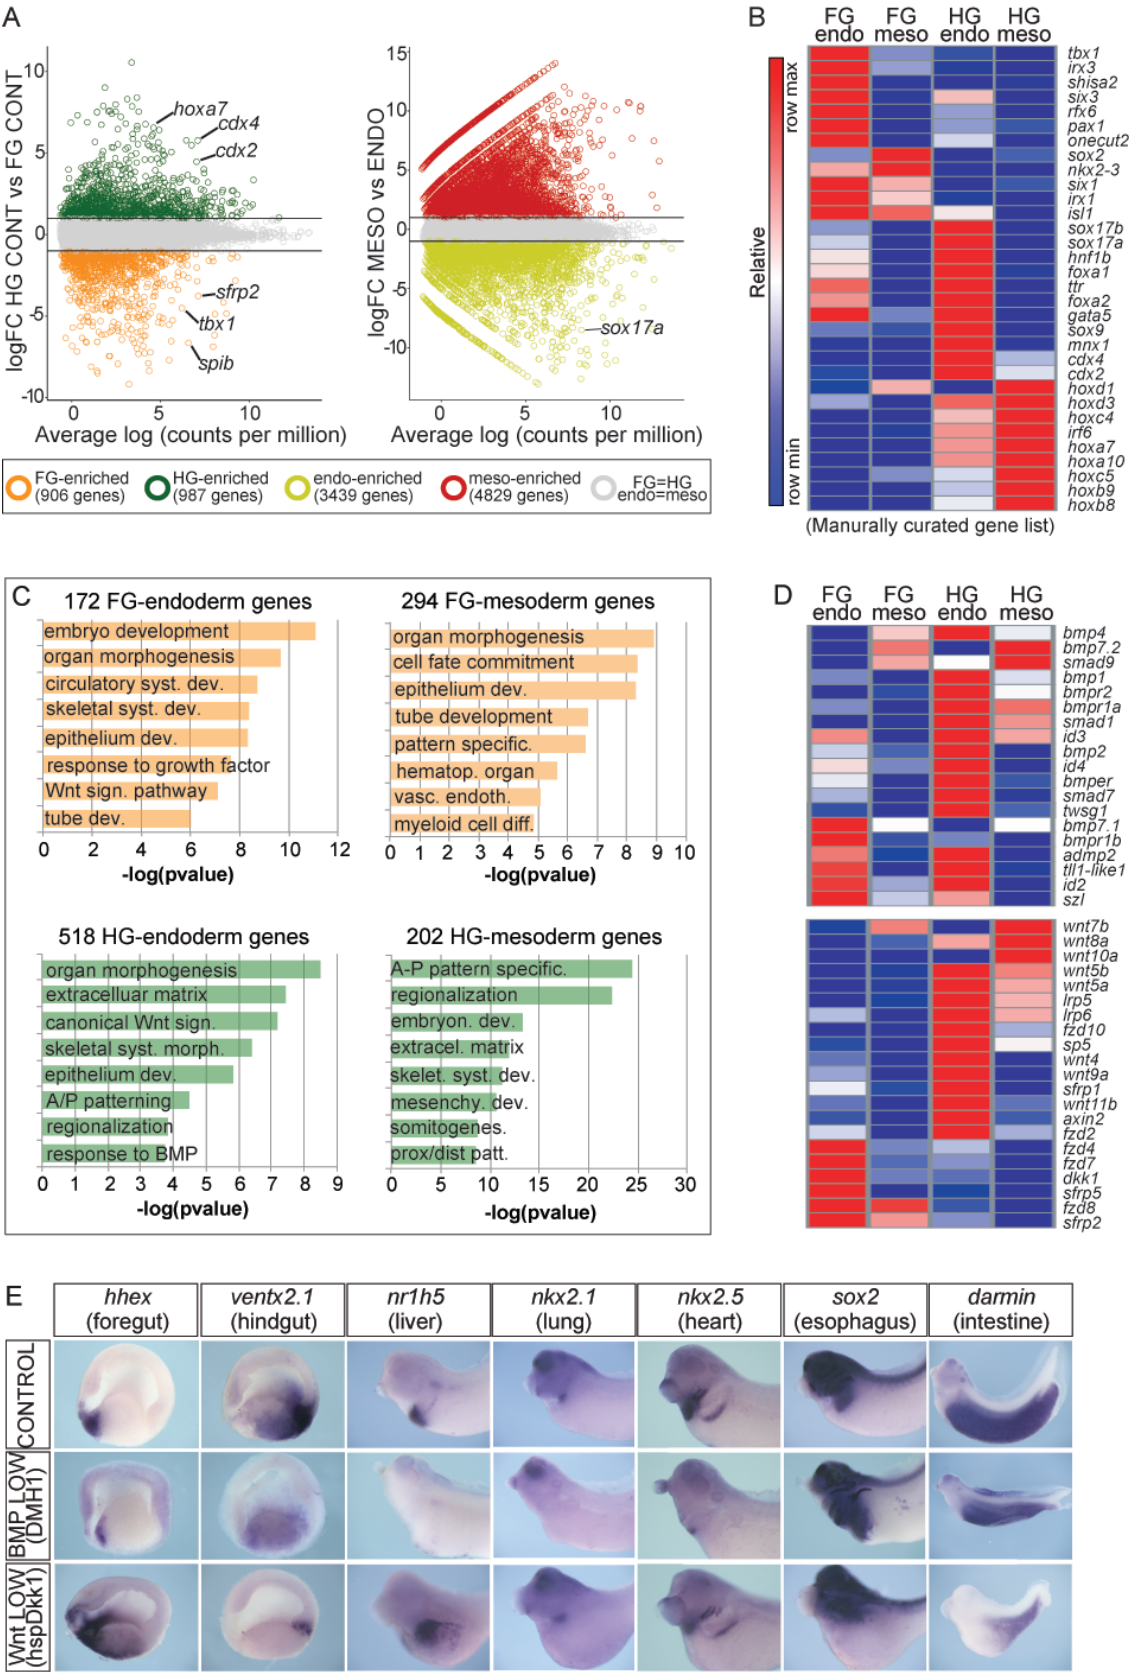 A
logFC HG CONT vs FG CONT
10
5
0
-5
-10
hoxa7
cdx4
cdx2
sfrp2
tbx1
spib
0
5
10
Average log (counts per million)
logFC MESO vs ENDO
15
10
5
0
-5
-10
sox17a
0
5
10
Average log (counts per million)
FG-enriched
(906 genes)
HG-enriched
(987 genes)
endo-enriched
(3439 genes)
meso-enriched
(4829 genes)
FG=HG
endo=meso
B
FG endo
FG meso
HG endo
HG meso
row max
Relative
row min
tbx1
irx3
shisa2
six3
rfx6
pax1
onecut2
sox2
nkx2-3
six1
irx1
isl1
sox17b
sox17a
hnf1b
foxa1
ttr
foxa2
gata5
sox9
mnx1
cdx4
cdx2
hoxd1
hoxd3
hoxc4
irf6
hoxa7
hoxa10
hoxc5
hoxb9
hoxb8
(Manurally curated gene list)
C
172 FG-endoderm genes
embryo development
organ morphogenesis
circulatory syst. dev.
skeletal syst. dev.
epithelium dev.
response to growth factor
Wnt sign. pathway
tube dev.
0 2 4 6 8 10 12
-log(pvalue)
294 FG-mesoderm genes
organ morphogenesis
cell fate commitment
epithelium dev.
tube development
pattern specific.
hematop. organ
vasc. endoth.
myeloid cell diff.
0 1 2 3 4 5 6 7 8 9 10
-log(pvalue)
518 HG-endoderm genes
organ morphogenesis
extracelluar matrix
canonical Wnt sign.
skeletal syst. morph.
epithelium dev.
A/P patterning
regionalization
response to BMP
0 1 2 3 4 5 6 7 8 9
-log(pvalue)
202 HG-mesoderm genes
A-P pattern specific.
regionalization
embryon. dev.
extracel. matrix
skelet. syst. dev.
mesenchy. dev.
somitogenes.
prox/dist patt.
0 5 10 15 20 25 30
-log(pvalue)
D
FG endo
FG meso
HG endo
HG meso
bmp4
bmp7.2
smad9
bmp1
bmpr2
bmpr1a
smad1
id3
bmp2
id4
bmper
smad7
twsg1
bmp7.1
bmpr1b
admp2
tll1-like1
id2
szl
wnt7b
wnt8a
wnt10a
wnt5b
wnt5a
lrp5
lrp6
fzd10
sp5
wnt4
wnt9a
sfrp1
wnt11b
axin2
fzd2
fzd4
fzd7
dkk1
sfrp5
fzd8
sfrp2
E
hhex
(foregut)
ventx2.1
(hindgut)
nr1h5
(liver)
nkx2.1
(lung)
nkx2.5
(heart)
sox2
(esophagus)
darmin
(intestine)
CONTROL
BMP LOW
(DMH1)
Wnt LOW
(hspDkk1)